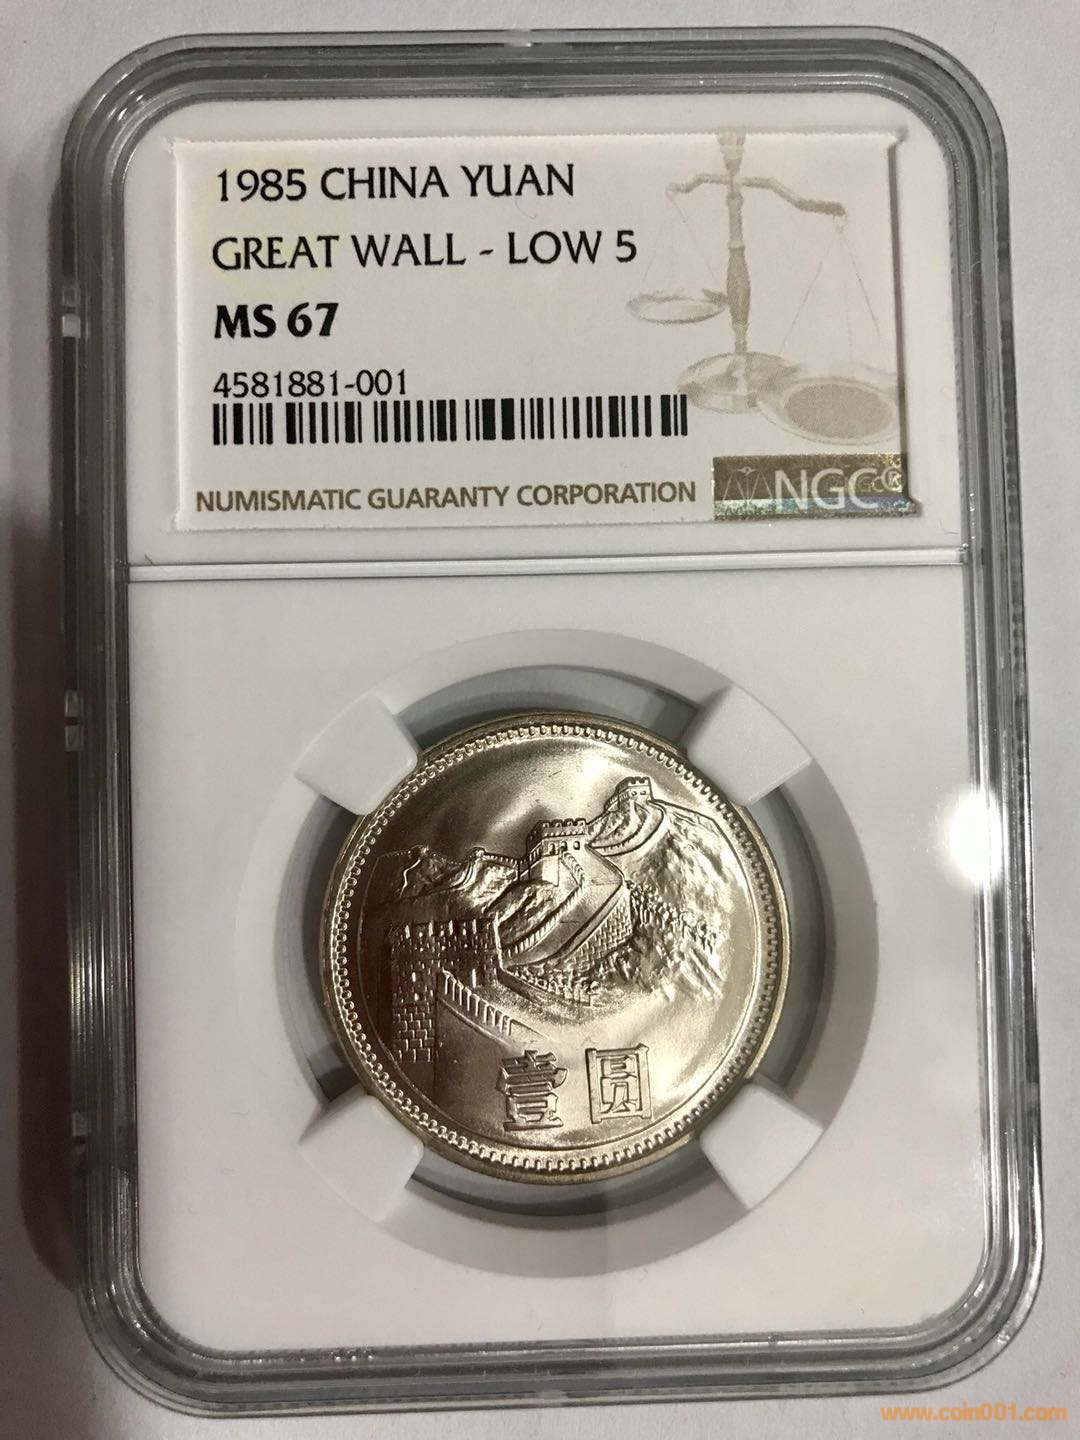 1985 CHINA YUAN
GREAT WALL - LOW 5
MS 67
4581881-001
NUMISMATIC GUARANTY CORPORATION
NGC
壹圆
www.coin001.com